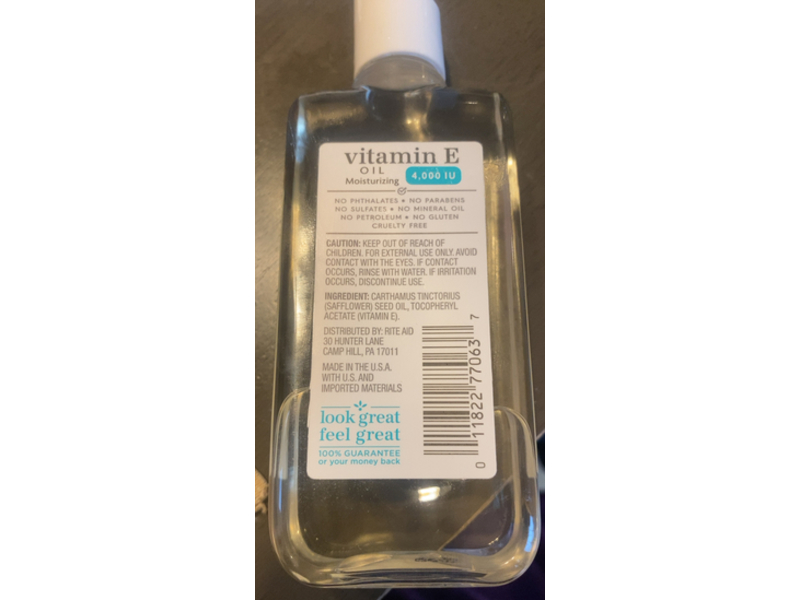 vitamin E
OIL
Moisturizing
4,000 IU
NO PHTHALATES • NO PARABENS
NO SULFATES • NO MINERAL OIL
NO PETROLEUM • NO GLUTEN
CRUELTY FREE
CAUTION: KEEP OUT OF REACH OF
CHILDREN. FOR EXTERNAL USE ONLY. AVOID
CONTACT WITH THE EYES. IF CONTACT
OCCURS, RINSE WITH WATER. IF IRRITATION
OCCURS, DISCONTINUE USE.
INGREDIENT: CARTHAMUS TINCTORIUS
(SAFFLOWER) SEED OIL, TOCOPHERYL
ACETATE (VITAMIN E).
DISTRIBUTED BY: RITE AID
30 HUNTER LANE
CAMP HILL, PA 17011
MADE IN THE U.S.A.
WITH U.S. AND
IMPORTED MATERIALS
look great
feel great
100% GUARANTEE
or your money back
0 11822 77063 7